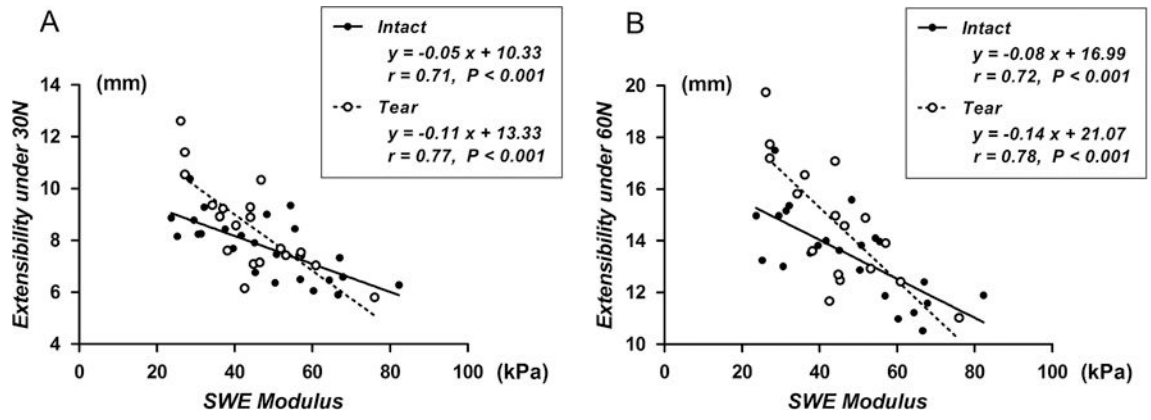 A
Intact
y = -0.05 x + 10.33
r = 0.71, P < 0.001
Tear
y = -0.11 x + 13.33
r = 0.77, P < 0.001
(mm)
14
12
10
8
6
4
Extensibility under 30N
0 20 40 60 80 100 (kPa)
SWE Modulus
B
Intact
y = -0.08 x + 16.99
r = 0.72, P < 0.001
Tear
y = -0.14 x + 21.07
r = 0.78, P < 0.001
(mm)
20
18
16
14
12
10
Extensibility under 60N
0 20 40 60 80 100 (kPa)
SWE Modulus